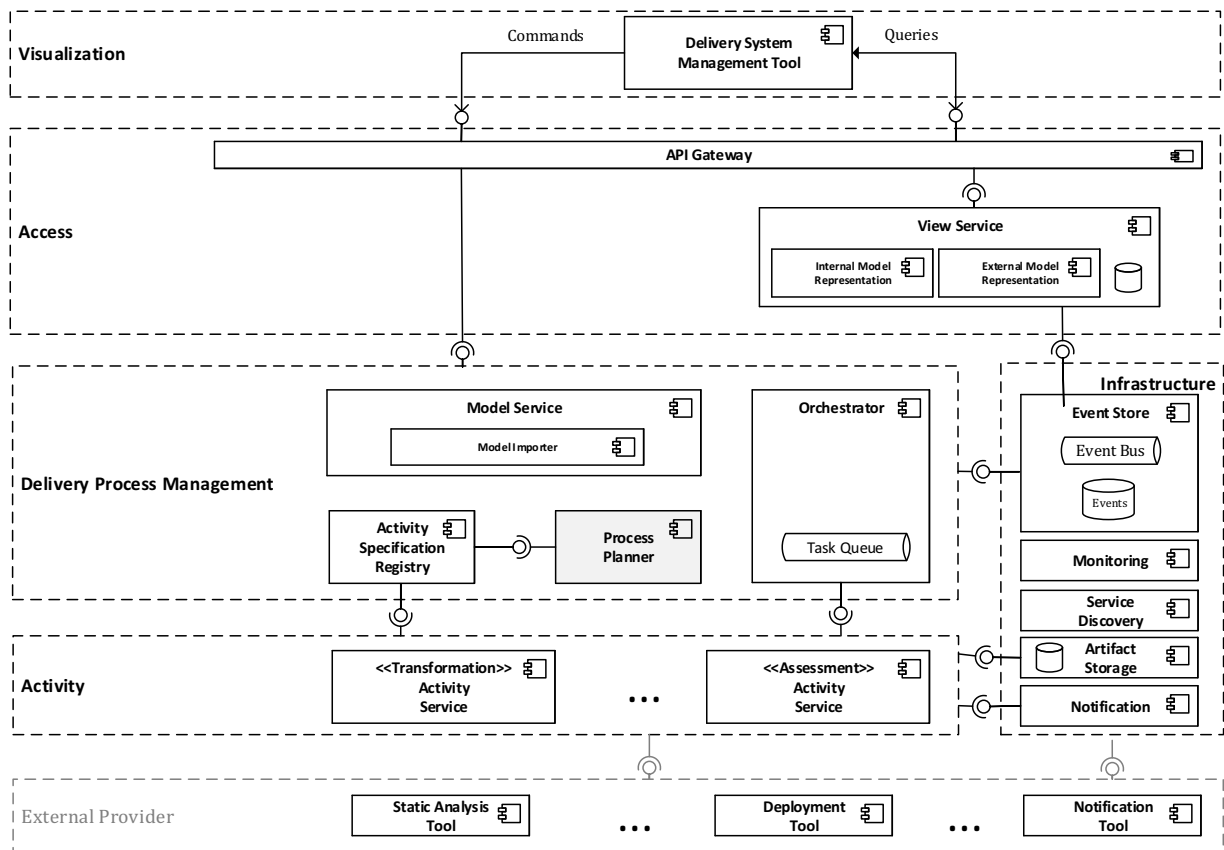 Commands
Delivery System
Management Tool
Queries
Visualization
API Gateway
Access
View Service
Internal Model
Representation
External Model
Representation
Infrastructure
Model Service
Orchestrator
Event Store
Model Importer
Event Bus
Delivery Process Management
Events
Activity
Specification
Registry
Process
Planner
Task Queue
Monitoring
Service
Discovery
<<Transformation>>
Activity
Service
...
<<Assessment>>
Activity
Service
Artifact
Storage
Activity
Notification
External Provider
Static Analysis
Tool
...
Deployment
Tool
...
Notification
Tool